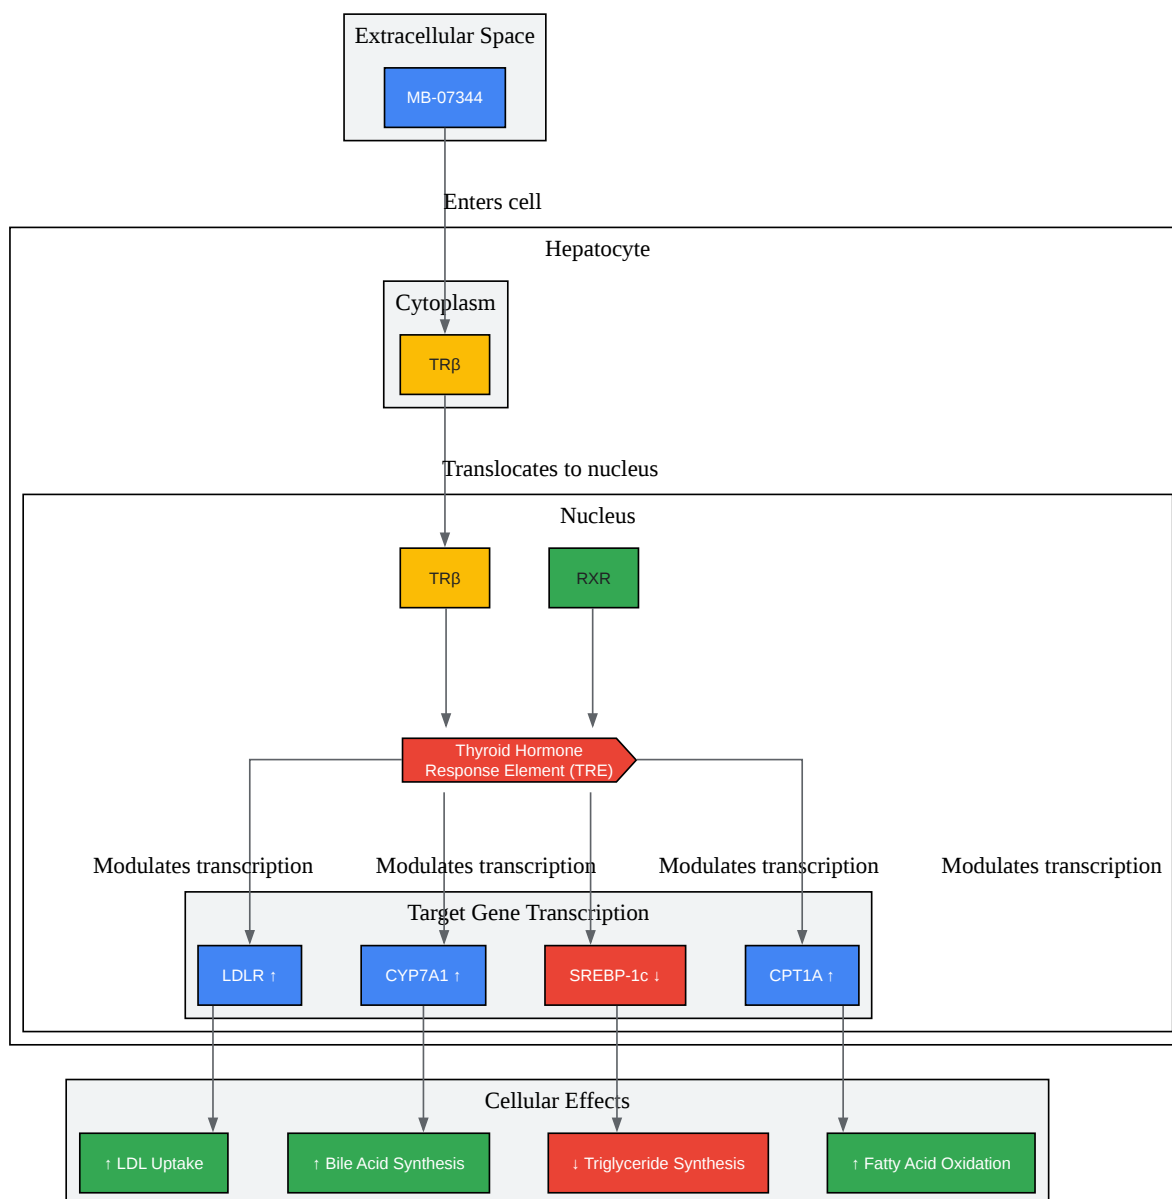 Extracellular Space
MB-07344
Enters cell
Hepatocyte
Cytoplasm
TRβ
Translocates to nucleus
Nucleus
TRβ
RXR
Thyroid Hormone
Response Element (TRE)
Modulates transcription
Modulates transcription
Modulates transcription
Modulates transcription
Target Gene Transcription
LDLR ↑
CYP7A1 ↑
SREBP-1c ↓
CPT1A ↑
Cellular Effects
↑ LDL Uptake
↑ Bile Acid Synthesis
↓ Triglyceride Synthesis
↑ Fatty Acid Oxidation